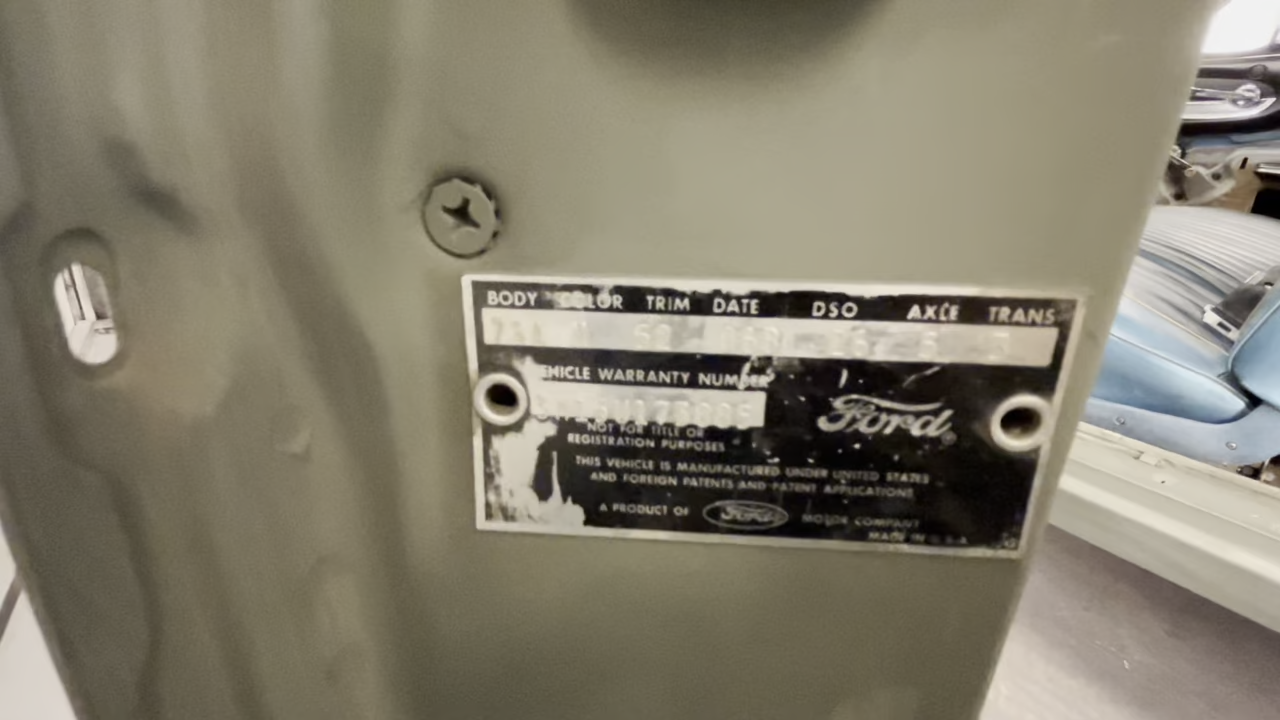 BODY COLOR TRIM DATE DSO AXLE TRANS
VEHICLE WARRANTY NUMBER
Ford
NOT FOR TITLE OR
REGISTRATION PURPOSES
THIS VEHICLE IS MANUFACTURED UNDER UNITED STATES
AND FOREIGN PATENTS AND PATENT APPLICATIONS
A PRODUCT OF Ford MOTOR COMPANY
MADE IN U.S.A